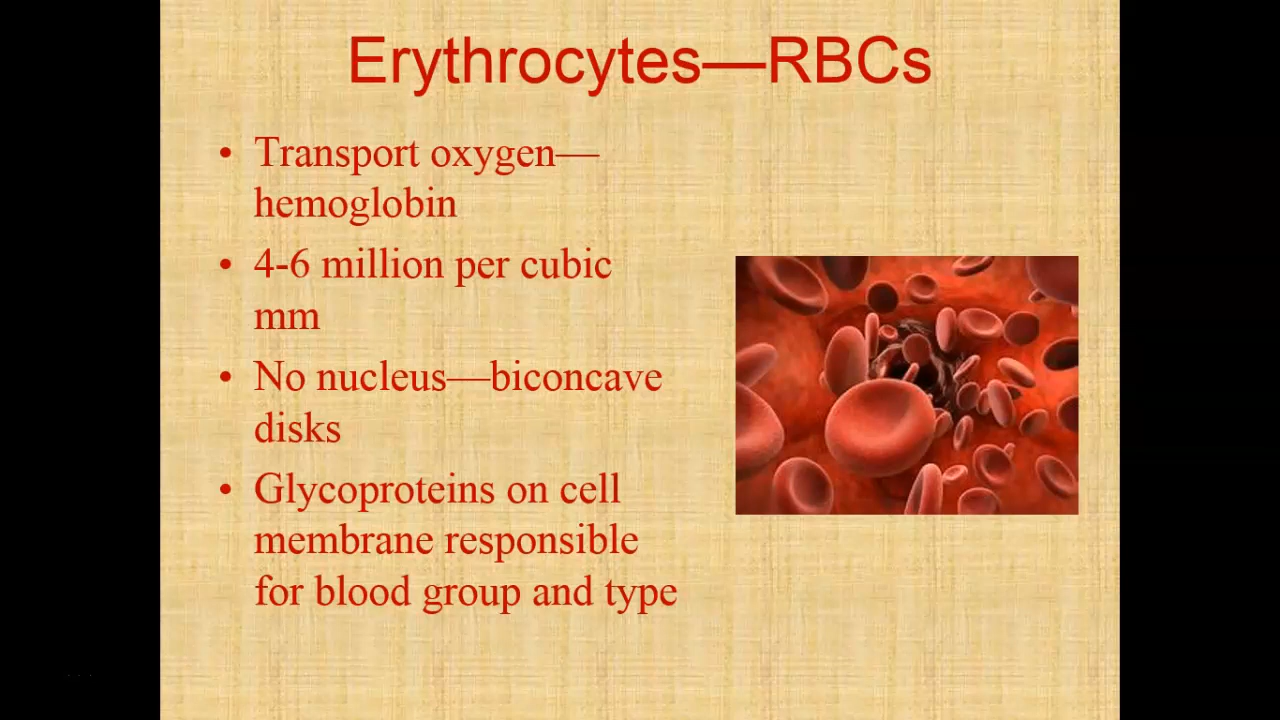 Erythrocytes—RBCs
• Transport oxygen—
hemoglobin
• 4-6 million per cubic
mm
• No nucleus—biconcave
disks
• Glycoproteins on cell
membrane responsible
for blood group and type